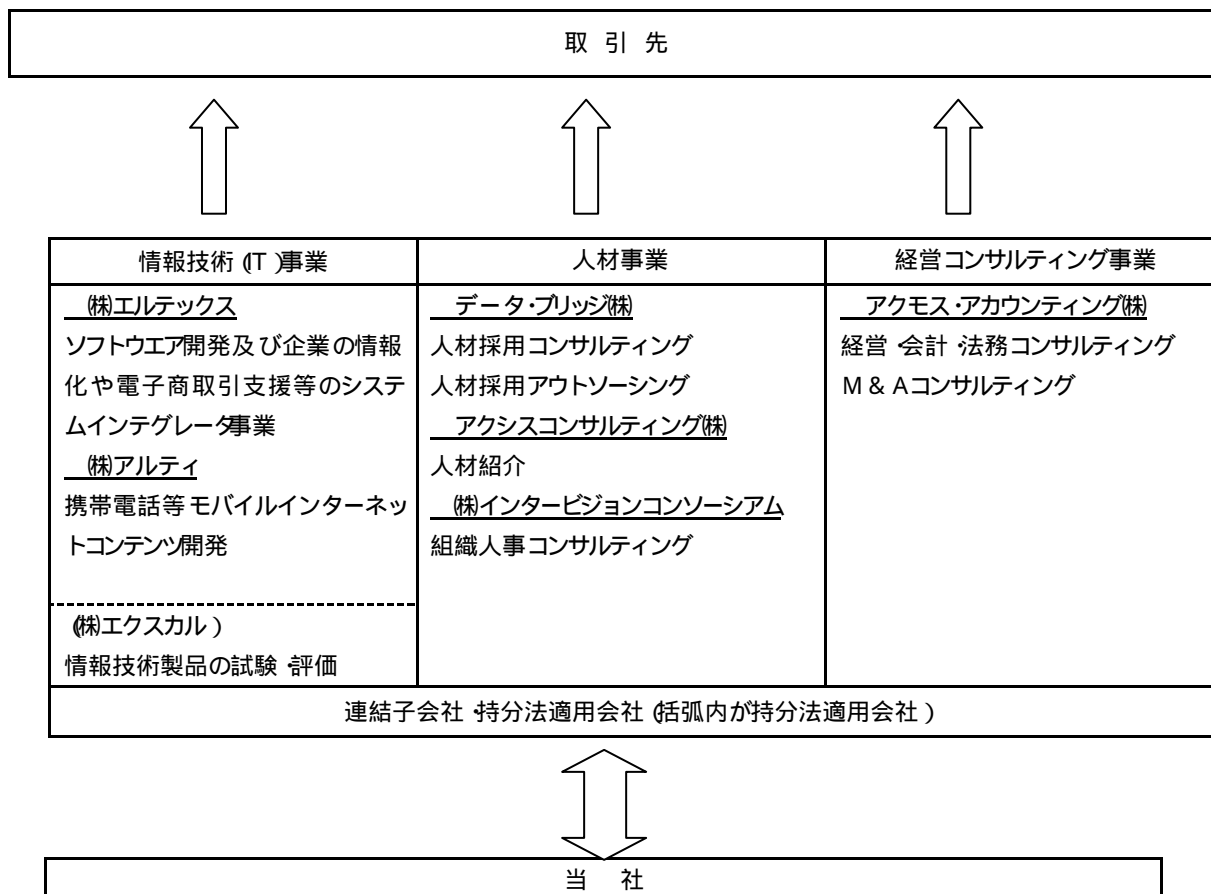 取 引 先
情報技術(IT)事業
人材事業
経営コンサルティング事業
㈱エルテックス
ソフトウエア開発及び企業の情報
化や電子商取引支援等のシステ
ムインテグレータ事業
㈱アルティ
携帯電話等モバイルインターネッ
トコンテンツ開発
(㈱エクスカル)
情報技術製品の試験・評価
データ・ブリッジ㈱
人材採用コンサルティング
人材採用アウトソーシング
アクシスコンサルティング㈱
人材紹介
㈱インタービジョンコンソーシアム
組織人事コンサルティング
アクモス・アカウンティング㈱
経営・会計・法務コンサルティング
M&Aコンサルティング
連結子会社・持分法適用会社(括弧内が持分法適用会社)
当 社